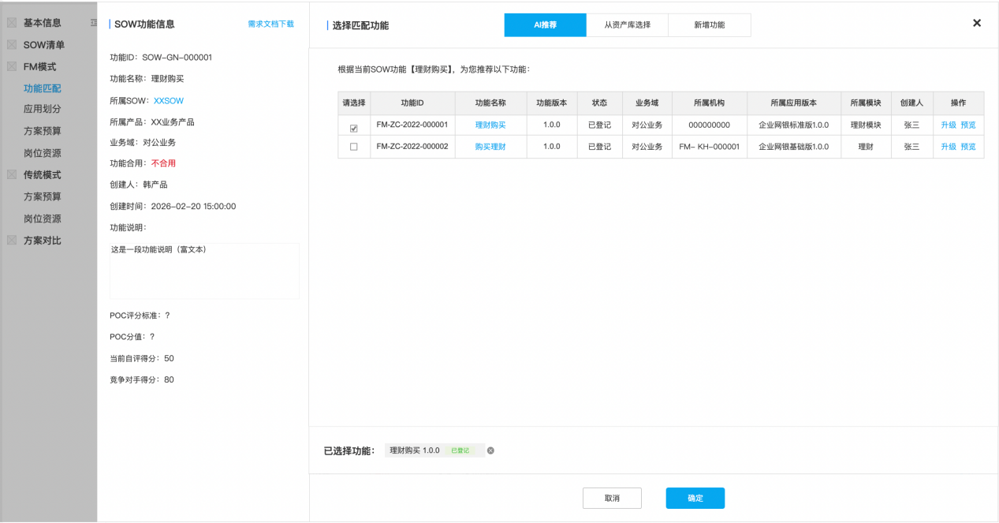 基本信息
SOW清单
FM模式
功能匹配
应用划分
方案预算
岗位资源
传统模式
方案预算
岗位资源
方案对比
SOW功能信息 需求文档下载
功能ID：SOW-GN-000001
功能名称：理财购买
所属SOW：XXSOW
所属产品：XX业务产品
业务域：对公业务
功能合用：不合用
创建人：韩产品
创建时间：2026-02-20 15:00:00
功能说明：
这是一段功能说明（富文本）
POC评分标准：?
POC分值：?
当前自评得分：50
竞争对手得分：80
选择匹配功能 AI推荐 从资产库选择 新增功能
根据当前SOW功能【理财购买】，为您推荐以下功能：
请选择 功能ID 功能名称 功能版本 状态 业务域 所属机构 所属应用版本 所属模块 创建人 操作
FM-ZC-2022-000001 理财购买 1.0.0 已登记 对公业务 000000000 企业网银标准版1.0.0 理财模块 张三 升级 预览
FM-ZC-2022-000002 购买理财 1.0.0 已登记 对公业务 FM- KH-000001 企业网银基础版1.0.0 理财 张三 升级 预览
已选择功能： 理财购买 1.0.0 已登记
取消 确定